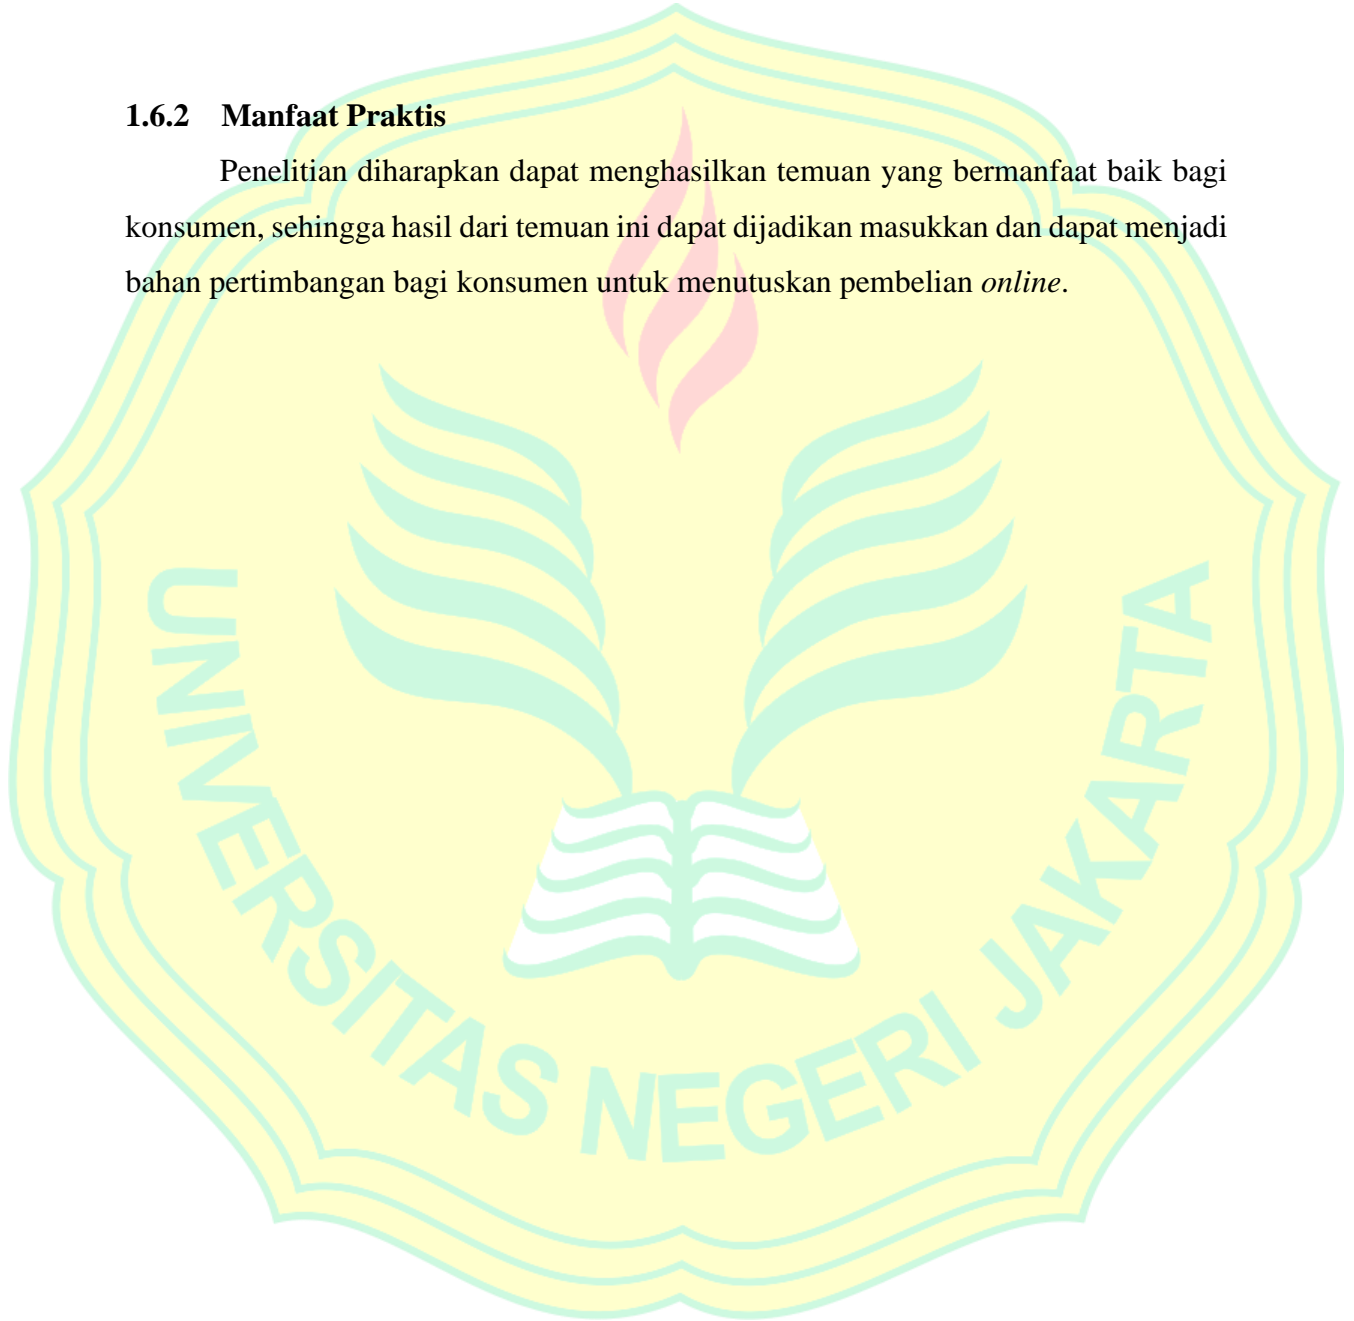 1.6.2 Manfaat Praktis
Penelitian diharapkan dapat menghasilkan temuan yang bermanfaat baik bagi
konsumen, sehingga hasil dari temuan ini dapat dijadikan masukkan dan dapat menjadi
bahan pertimbangan bagi konsumen untuk menutuskan pembelian online.
UNIVERSITAS NEGERI JAKARTA